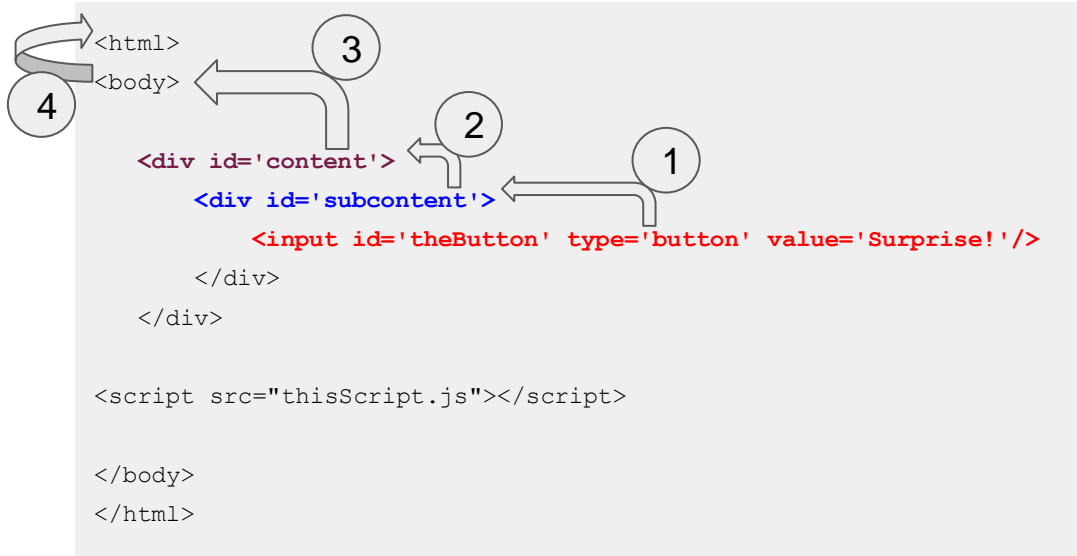 <html>
3
<body>
4
2
<div id='content'>
1
<div id='subcontent'>
<input id='theButton' type='button' value='Surprise!'/>
</div>
</div>
<script src="thisScript.js"></script>
</body>
</html>